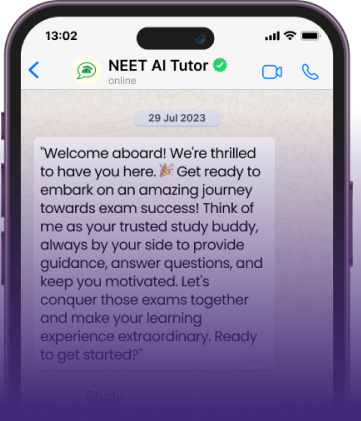 13:02
NEET AI Tutor
online
29 Jul 2023
"Welcome aboard! We're thrilled
to have you here. 🎉 Get ready to
embark on an amazing journey
towards exam success! Think of
me as your trusted study buddy,
always by your side to provide
guidance, answer questions, and
keep you motivated. Let's
conquer those exams together
and make your learning
experience extraordinary. Ready
to get started?"
Study